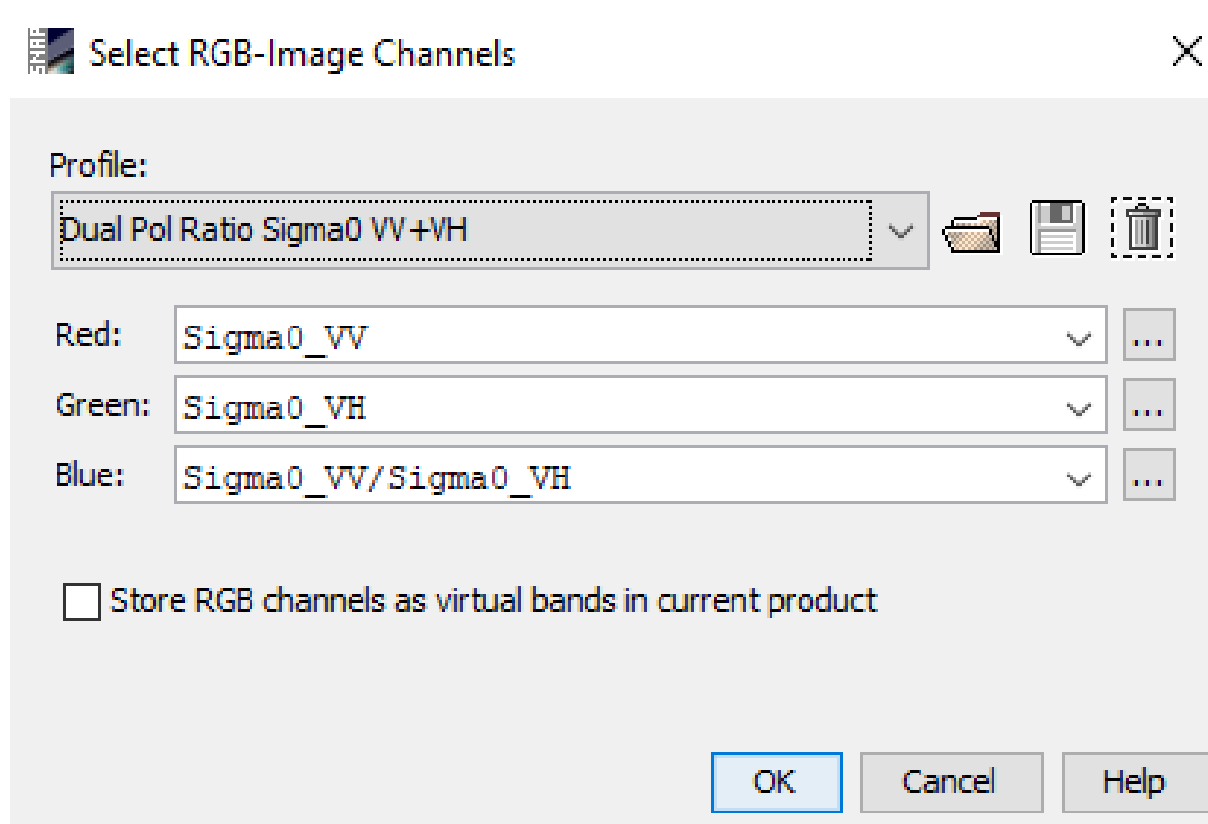 Select RGB-Image Channels
Profile:
Dual Pol Ratio Sigma0 VV+VH
Red: Sigma0_VV ...
Green: Sigma0_VH ...
Blue: Sigma0_VV/Sigma0_VH ...
Store RGB channels as virtual bands in current product
OK Cancel Help